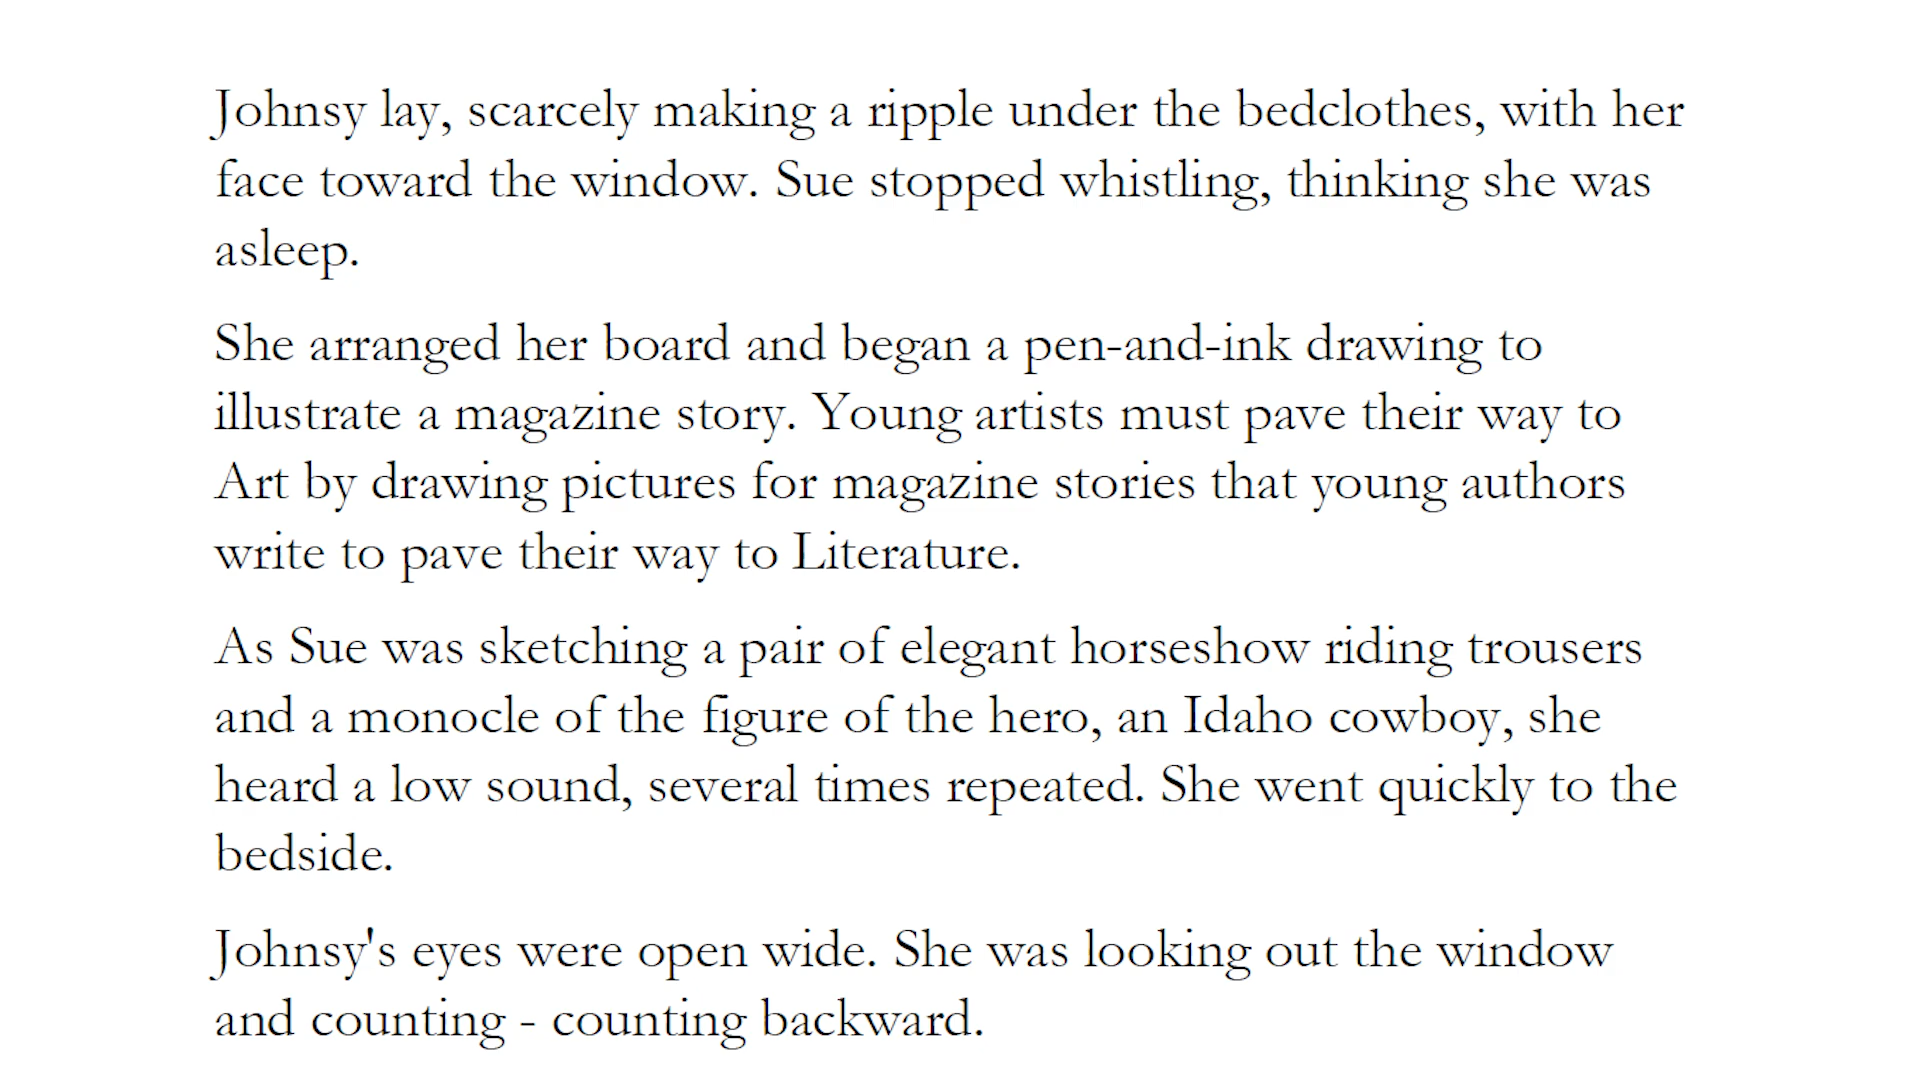 Johnsy lay, scarcely making a ripple under the bedclothes, with her
face toward the window. Sue stopped whistling, thinking she was
asleep.
She arranged her board and began a pen-and-ink drawing to
illustrate a magazine story. Young artists must pave their way to
Art by drawing pictures for magazine stories that young authors
write to pave their way to Literature.
As Sue was sketching a pair of elegant horseshow riding trousers
and a monocle of the figure of the hero, an Idaho cowboy, she
heard a low sound, several times repeated. She went quickly to the
bedside.
Johnsy's eyes were open wide. She was looking out the window
and counting - counting backward.